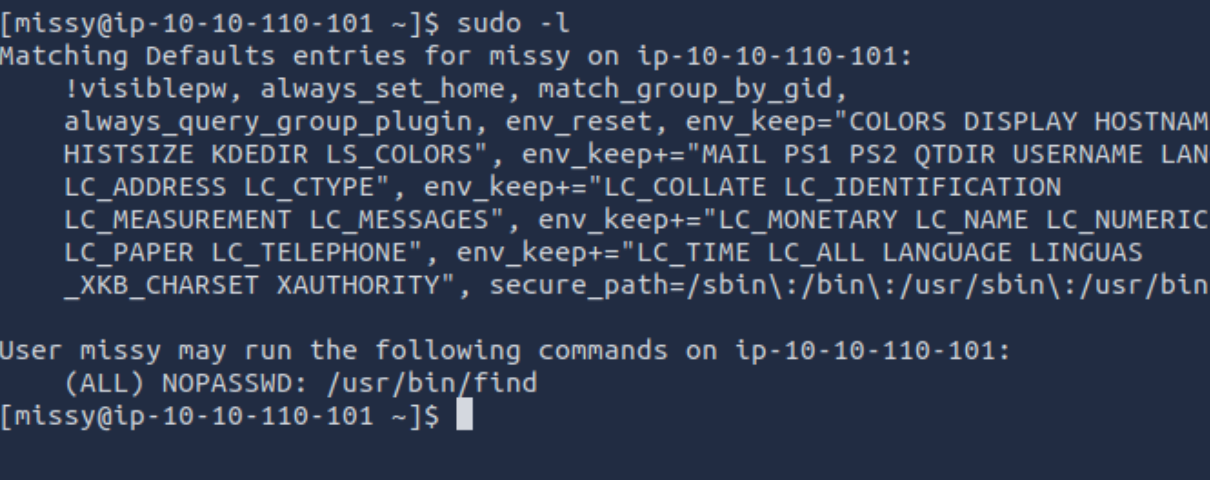 [missy@ip-10-10-110-101 ~]$ sudo -l
Matching Defaults entries for missy on ip-10-10-110-101:
    !visiblepw, always_set_home, match_group_by_gid,
    always_query_group_plugin, env_reset, env_keep="COLORS DISPLAY HOSTNAM
    HISTSIZE KDEDIR LS_COLORS", env_keep+="MAIL PS1 PS2 QTDIR USERNAME LAN
    LC_ADDRESS LC_CTYPE", env_keep+="LC_COLLATE LC_IDENTIFICATION
    LC_MEASUREMENT LC_MESSAGES", env_keep+="LC_MONETARY LC_NAME LC_NUMERIC
    LC_PAPER LC_TELEPHONE", env_keep+="LC_TIME LC_ALL LANGUAGE LINGUAS
    _XKB_CHARSET XAUTHORITY", secure_path=/sbin\:/bin\:/usr/sbin\:/usr/bin
User missy may run the following commands on ip-10-10-110-101:
    (ALL) NOPASSWD: /usr/bin/find
[missy@ip-10-10-110-101 ~]$